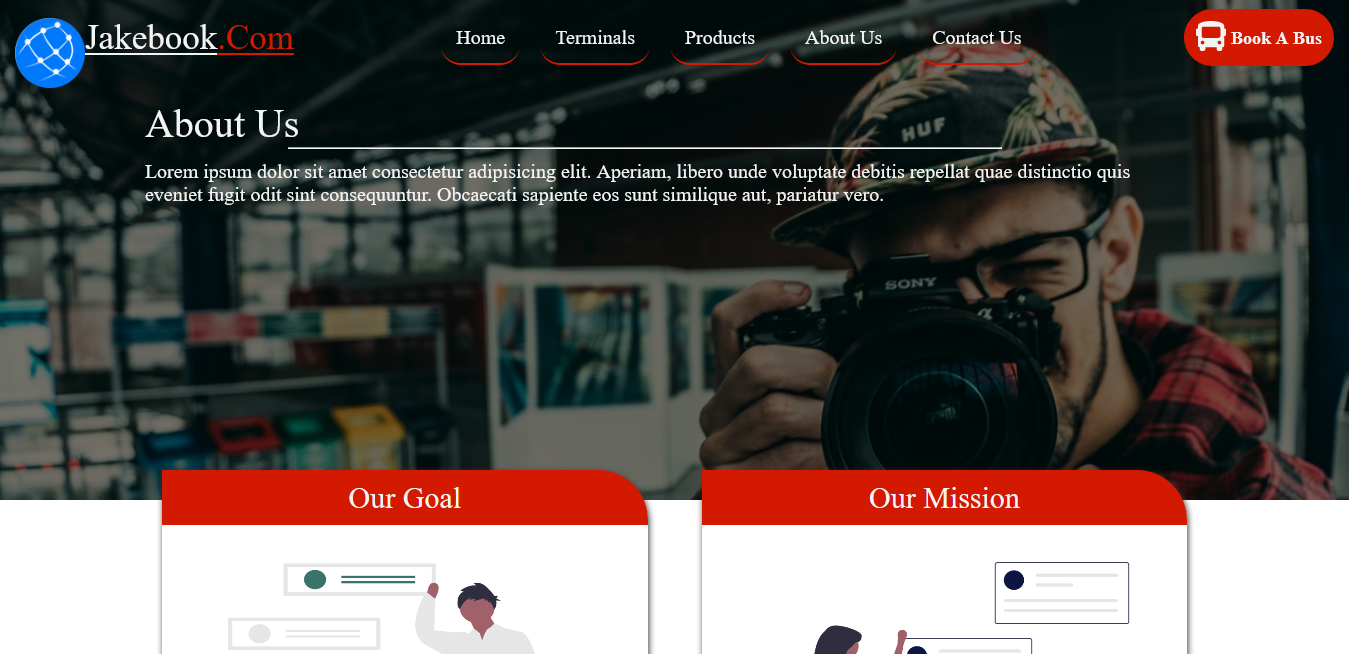 Jakebook.Com
Home
Terminals
Products
About Us
Contact Us
Book A Bus
About Us
Lorem ipsum dolor sit amet consectetur adipisicing elit. Aperiam, libero unde voluptate debitis repellat quae distinctio quis
eveniet fugit odit sint consequuntur. Obcaecati sapiente eos sunt similique aut, pariatur vero.
HUF
SONY
α
Our Goal
Our Mission